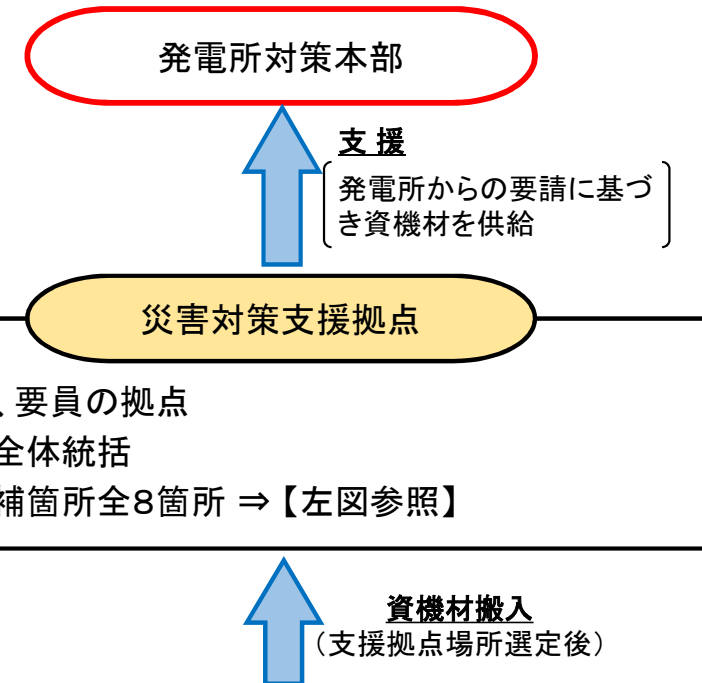 発電所対策本部
支 援
発電所からの要請に基づ
き資機材を供給
災害対策支援拠点
、要員の拠点
全体統括
補箇所全8箇所 ⇒【左図参照】
資機材搬入
（支援拠点場所選定後）